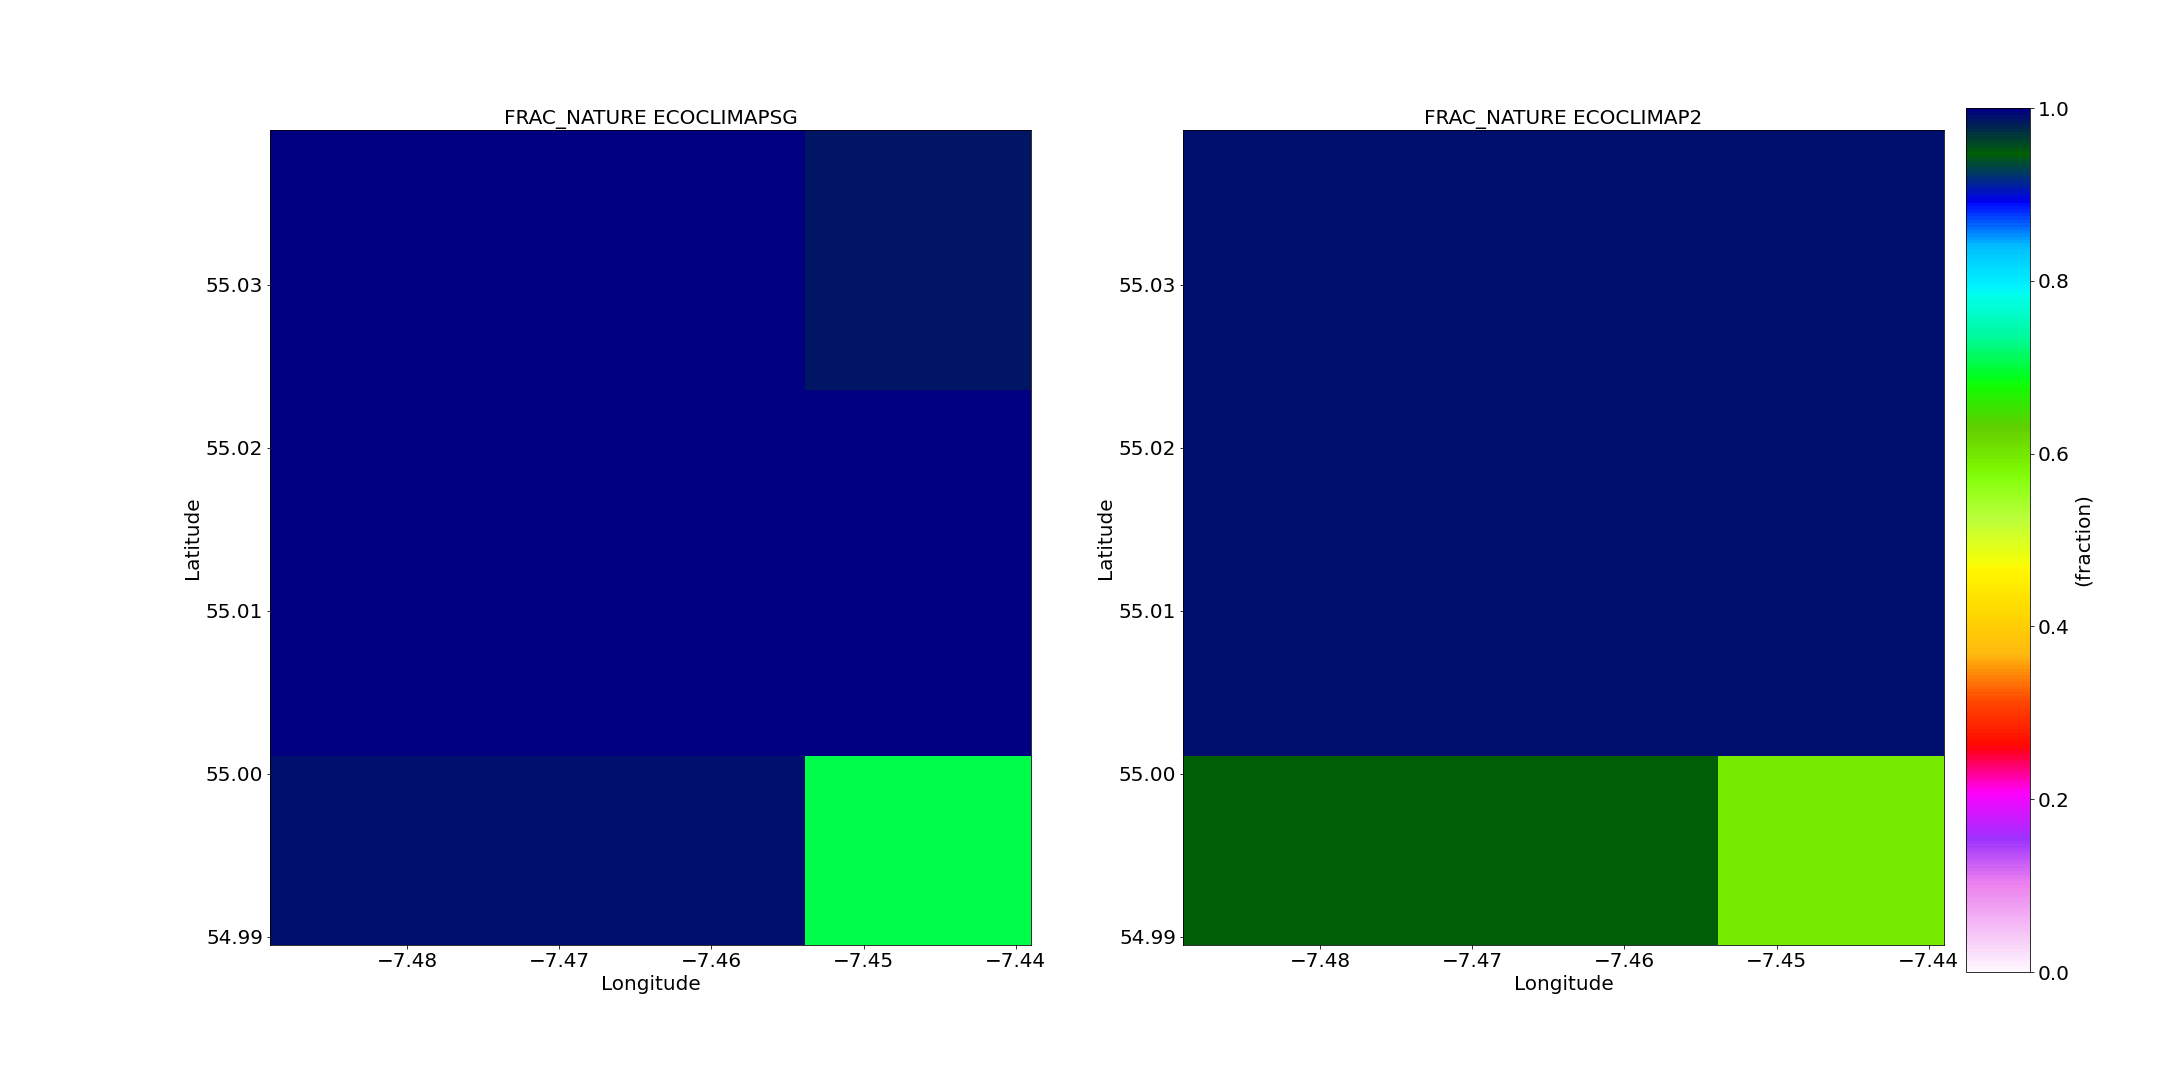 FRAC_NATURE ECOCLIMAPSG
Latitude
55.03
55.02
55.01
55.00
54.99
−7.48 −7.47 −7.46 −7.45 −7.44
Longitude
FRAC_NATURE ECOCLIMAP2
Latitude
55.03
55.02
55.01
55.00
54.99
−7.48 −7.47 −7.46 −7.45 −7.44
Longitude
1.0
0.8
0.6
0.4
0.2
0.0
(fraction)